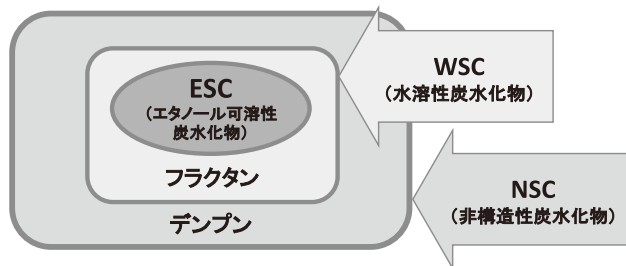 ESC
(エタノール可溶性
炭水化物)
フラクタン
デンプン
WSC
(水溶性炭水化物)
NSC
(非構造性炭水化物)